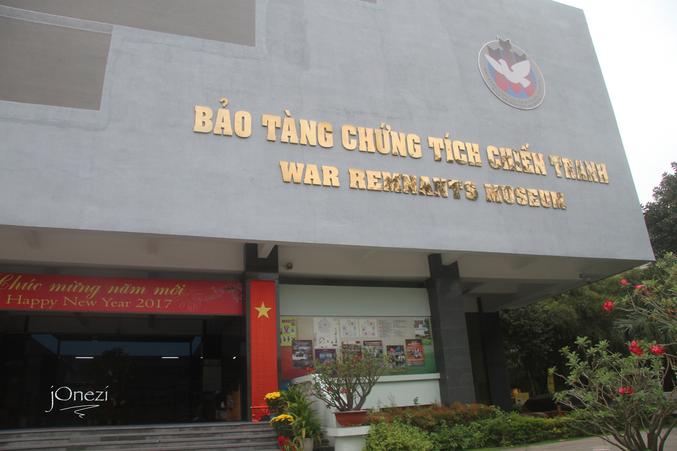 BẢO TÀNG CHỨNG TÍCH CHIẾN TRANH
WAR REMNANTS MUSEUM
Chúc mừng năm mới
Happy New Year 2017
jOnezi